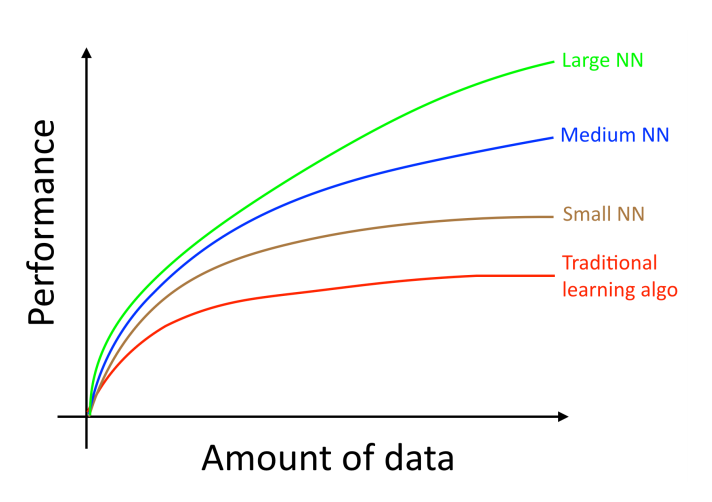 Large NN
Medium NN
Small NN
Traditional
learning algo
Performance
Amount of data